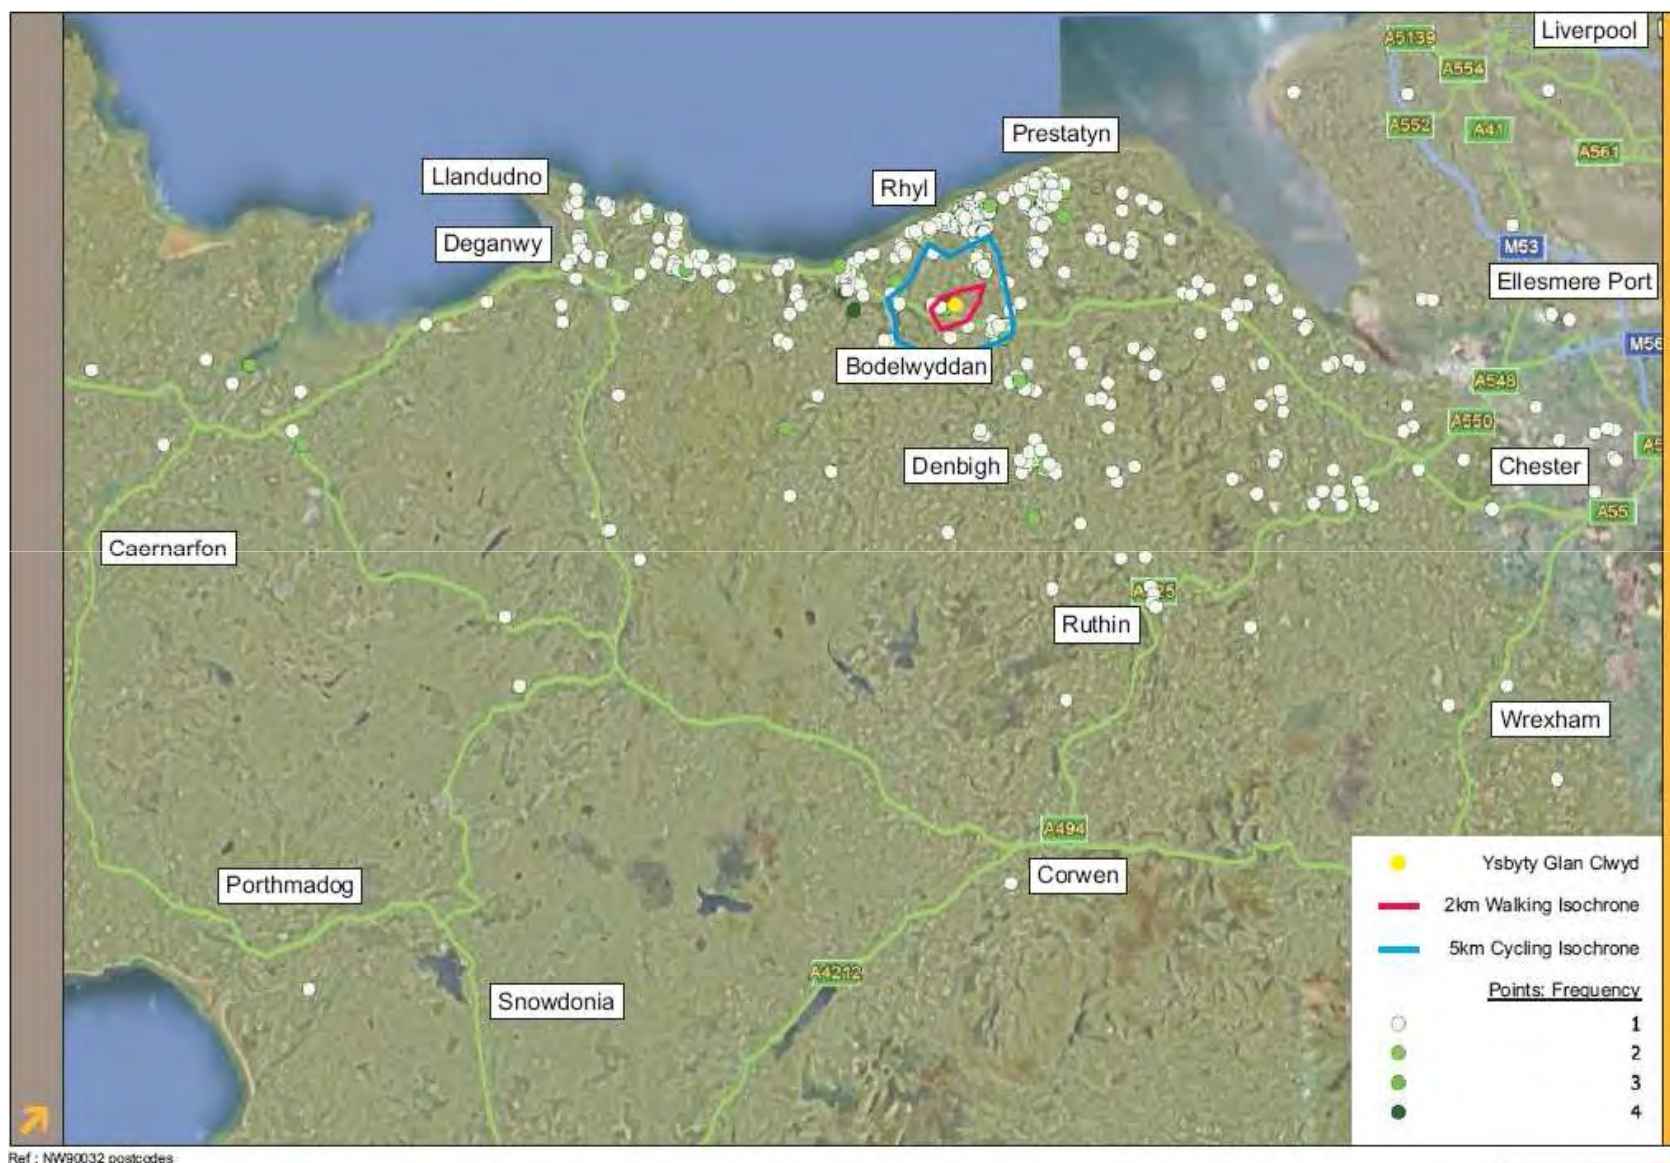 Liverpool
A5139
A554
A552
A41
A561
Prestatyn
Llandudno
Rhyl
Deganwy
M53
Ellesmere Port
M56
Bodelwyddan
A548
A550
Denbigh
Chester
A55
Caernarfon
Ruthin
Wrexham
A494
Corwen
Porthmadog
A4212
Snowdonia
Ysbyty Glan Clwyd
2km Walking Isochrone
5km Cycling Isochrone
Points: Frequency
1
2
3
4
Ref : NW90032 postcodes